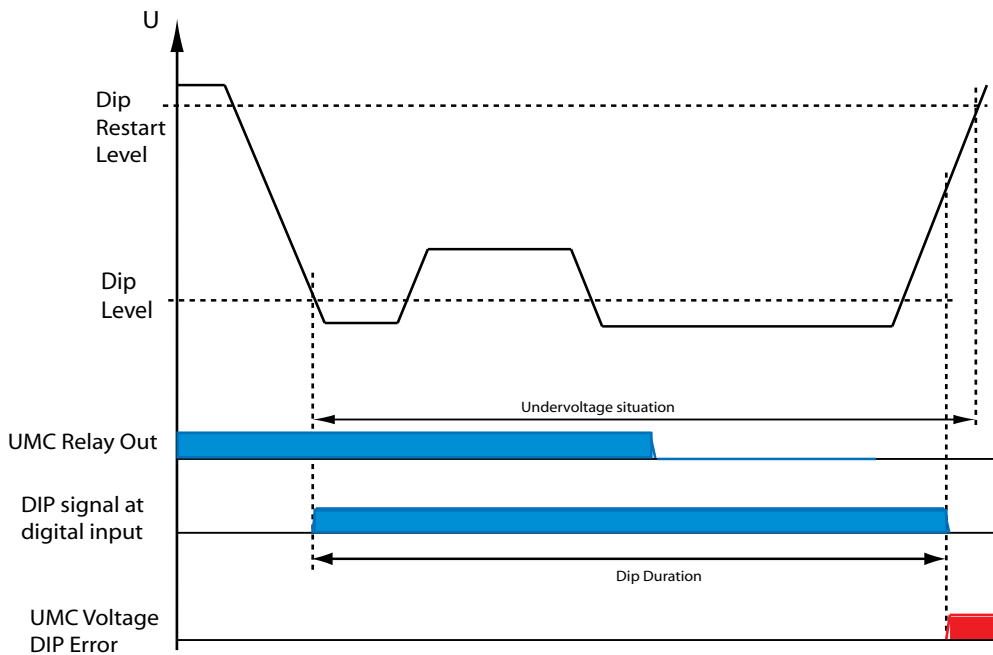 U
Dip
Restart
Level
Dip
Level
Undervoltage situation
UMC Relay Out
DIP signal at
digital input
Dip Duration
UMC Voltage
DIP Error